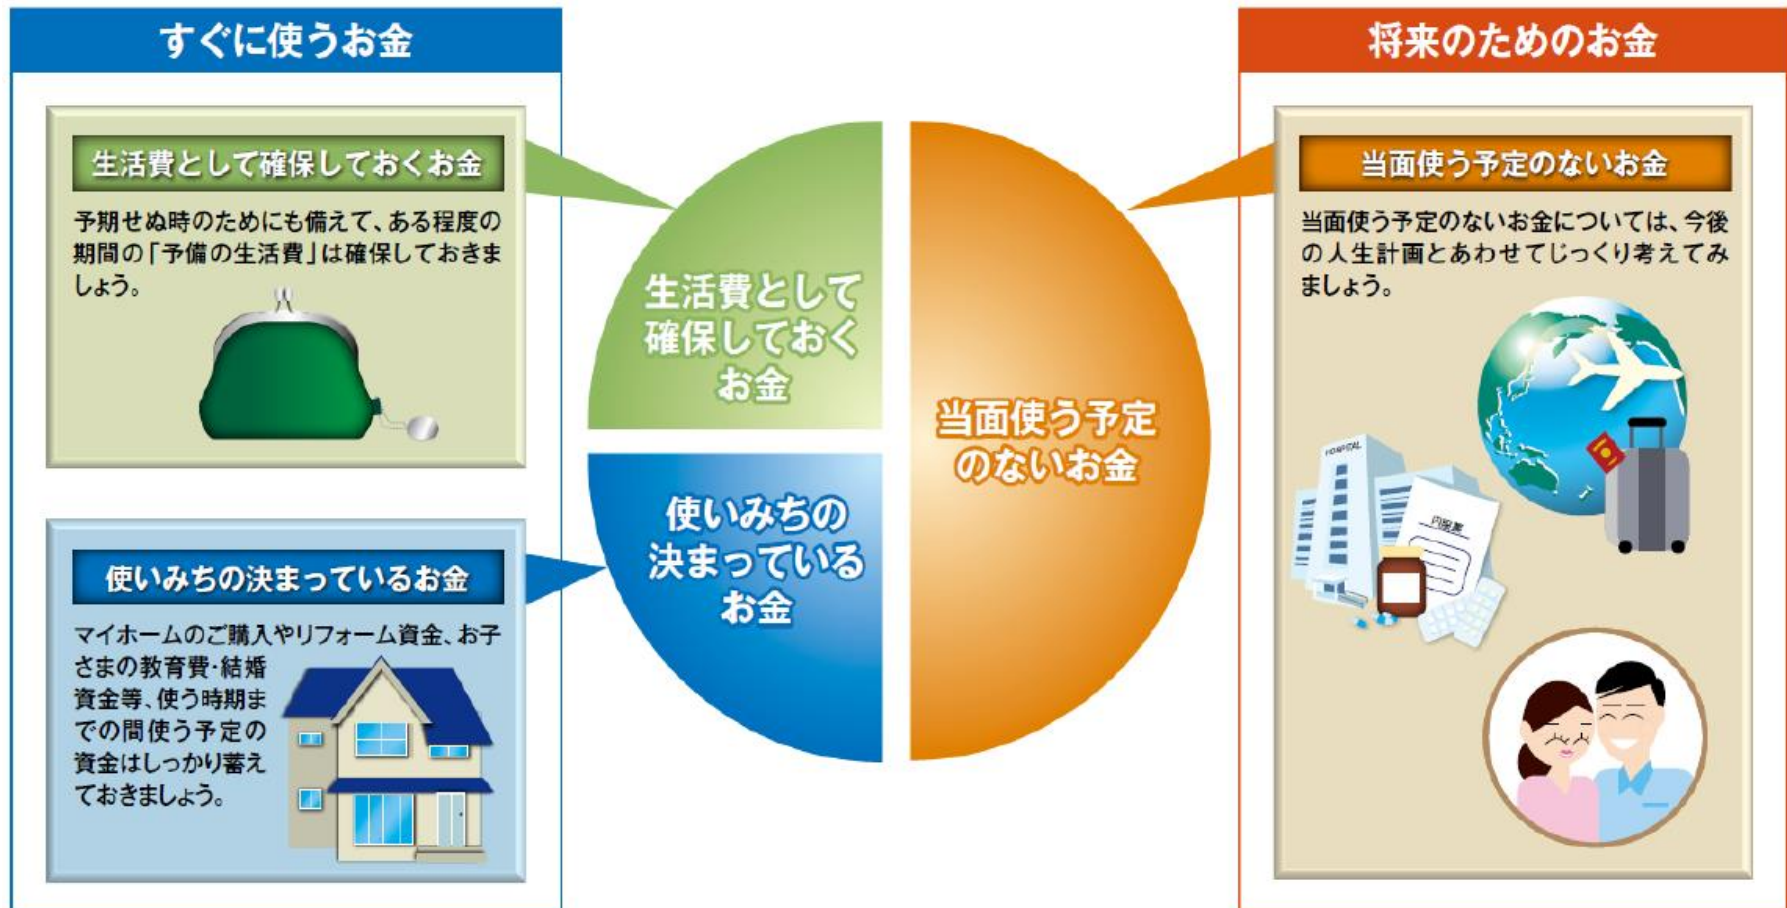 すぐに使うお金
生活費として確保しておくお金
予期せぬ時のためにも備えて、ある程度の
期間の「予備の生活費」は確保しておきま
しょう。
使いみちの決まっているお金
マイホームのご購入やリフォーム資金、お子
さまの教育費・結婚
資金等、使う時期ま
での間使う予定の
資金はしっかり蓄え
ておきましょう。
生活費として
確保しておく
お金
使いみちの
決まっている
お金
当面使う予定
のないお金
将来のためのお金
当面使う予定のないお金
当面使う予定のないお金については、今後
の人生計画とあわせてじっくり考えてみ
ましょう。
HOSPITAL
内服薬